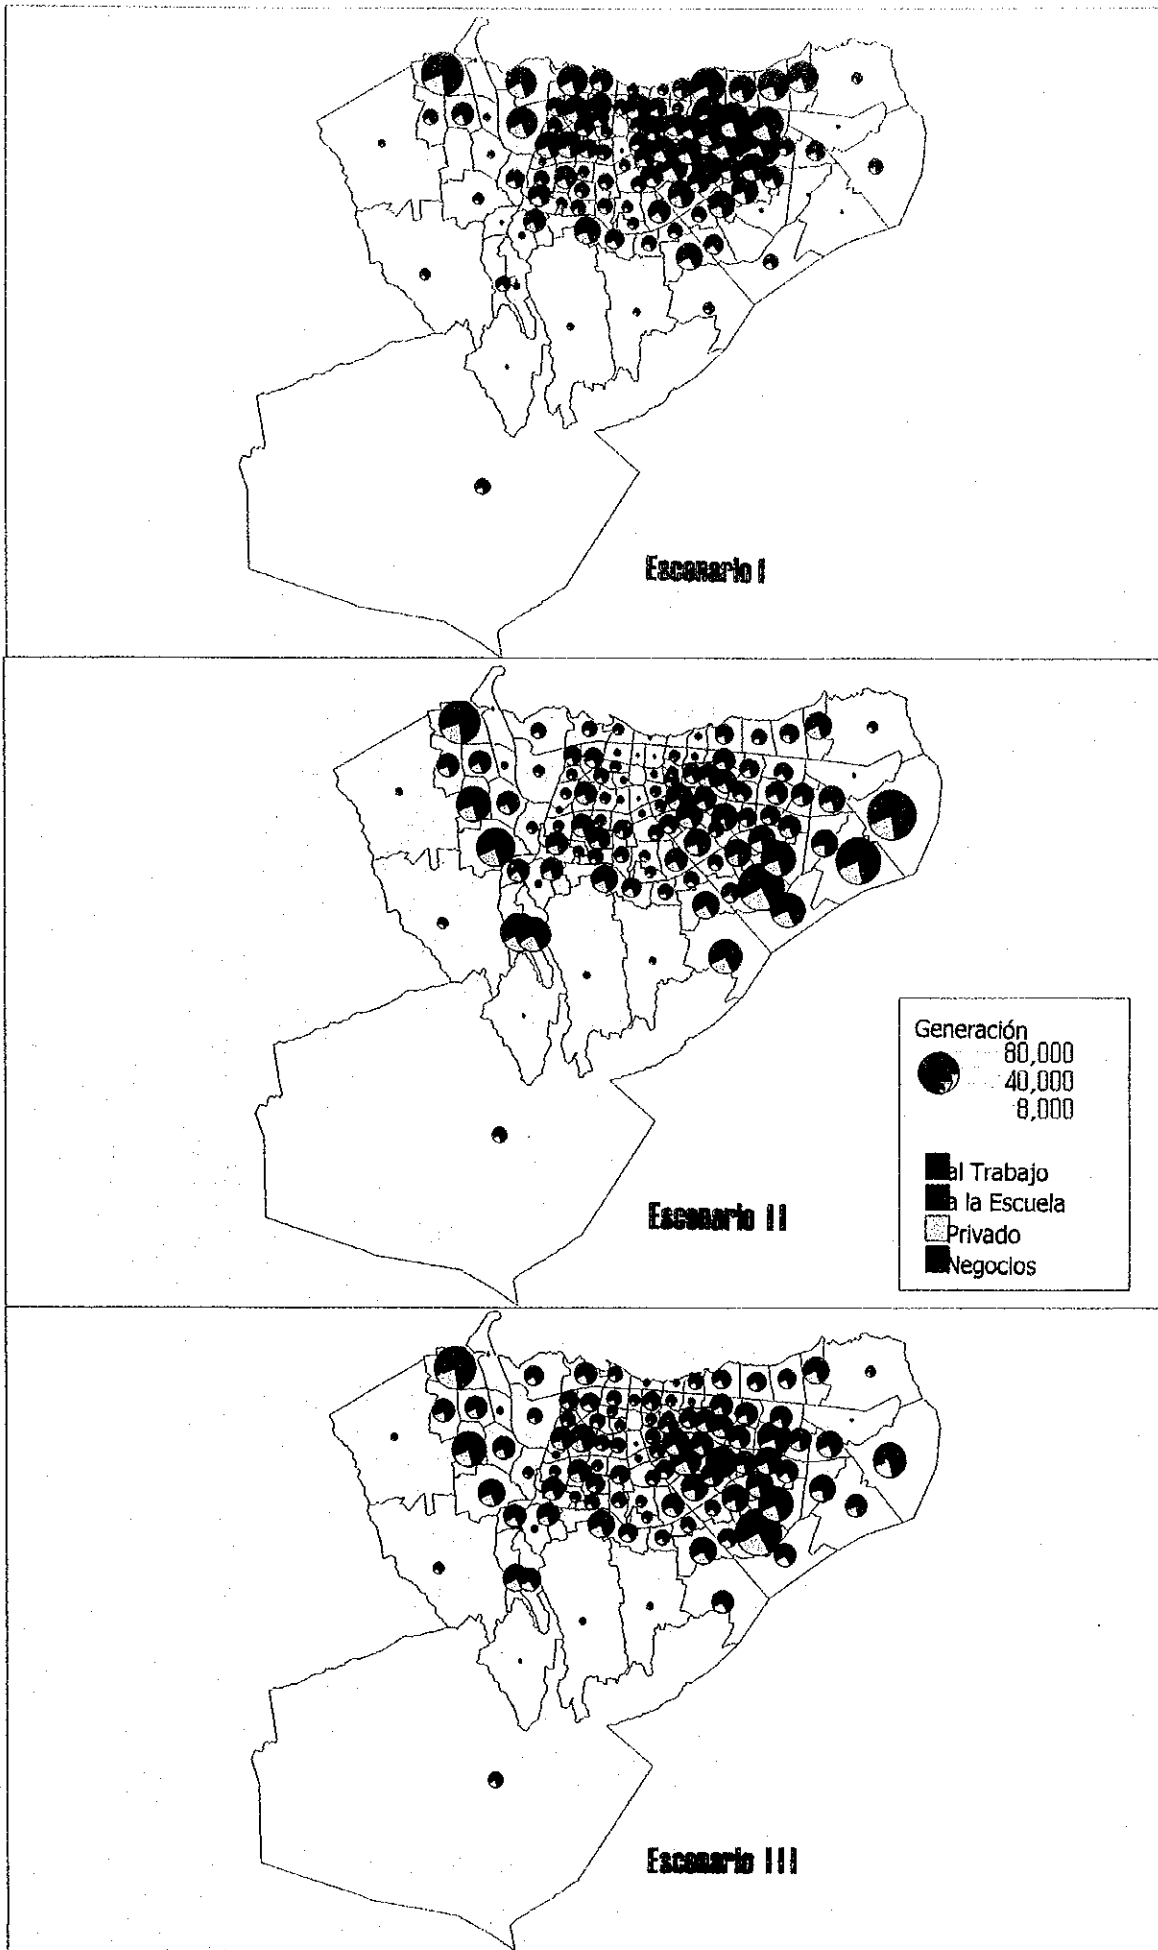 Escenario I
Escenario II
Generación
80,000
40,000
8,000
al Trabajo
a la Escuela
Privado
Negocios
Escenario III